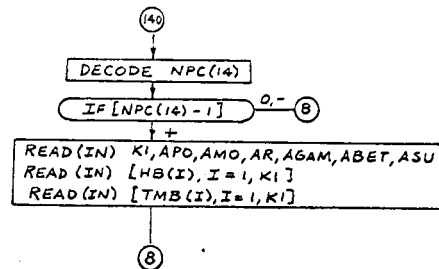 140
DECODE NPC(14)
IF [NPC(14)-1]
0,-
8
+
READ(IN) K1, APO, AMO, AR, AGAM, ABET, ASU
READ(IN) [HB(I), I=1, K1]
READ(IN) [TMB(I), I=1, K1]
8